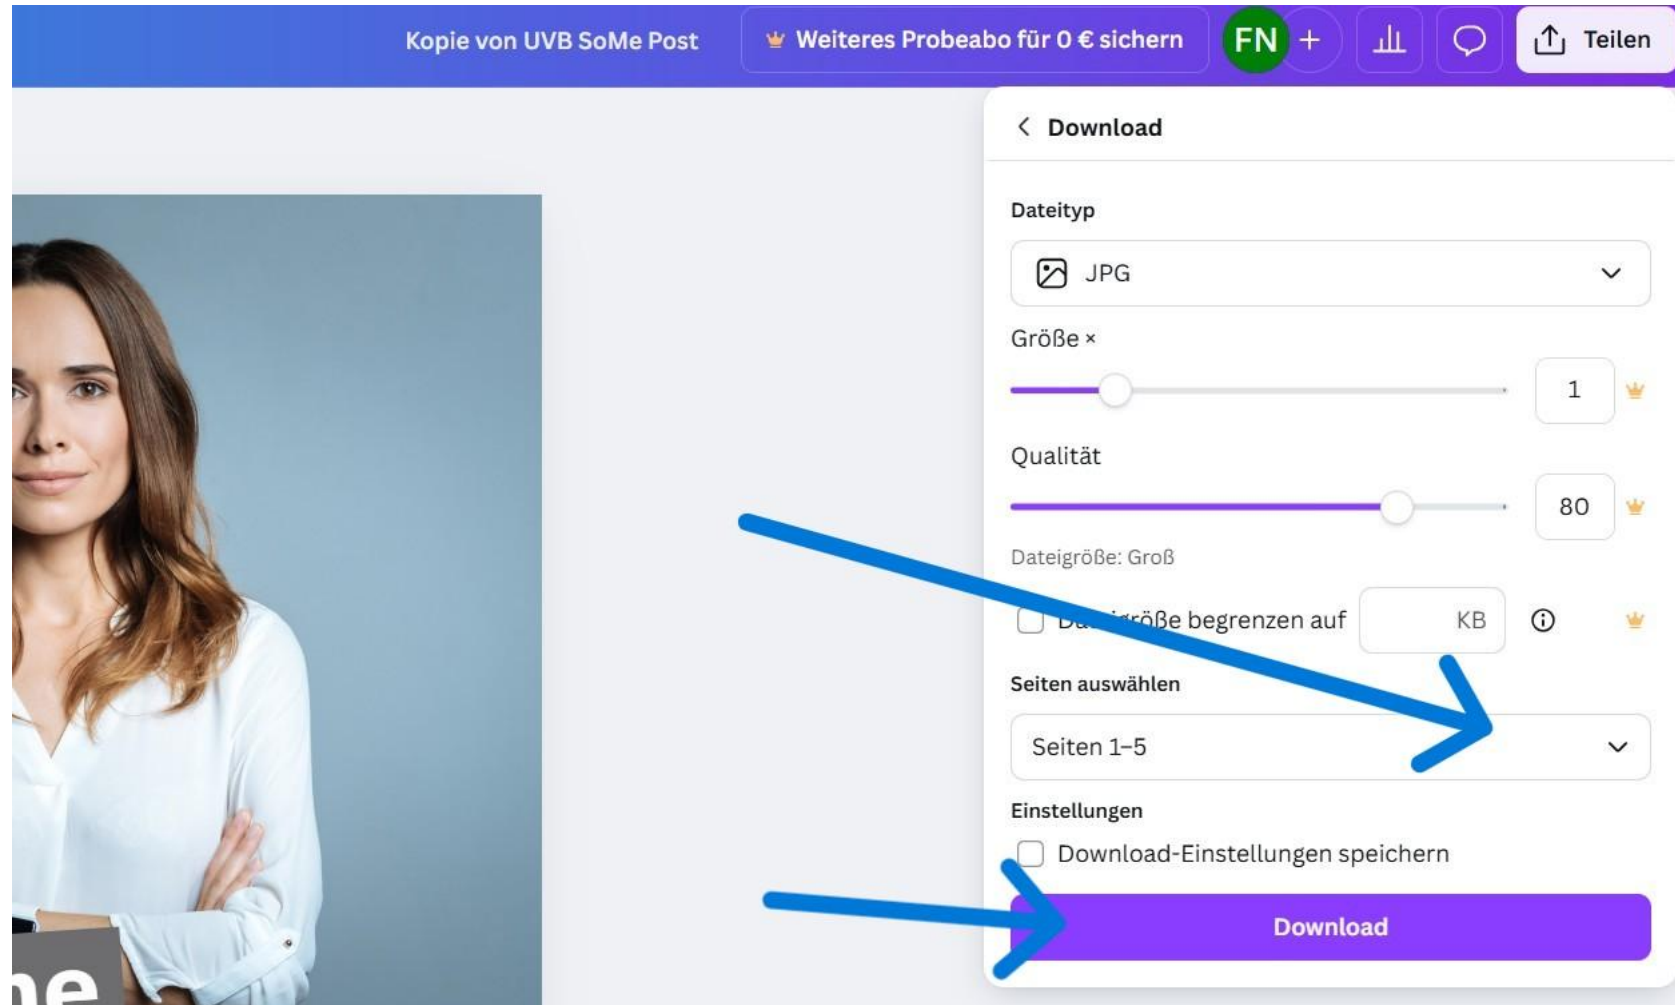 Kopie von UVB SoMe Post
Weiteres Probeabo für 0 € sichern
FN
+
Teilen
Download
Dateityp
JPG
Größe ×
1
Qualität
80
Dateigröße: Groß
begrenzen auf
KB
Seiten auswählen
Seiten 1–5
Einstellungen
Download-Einstellungen speichern
Download